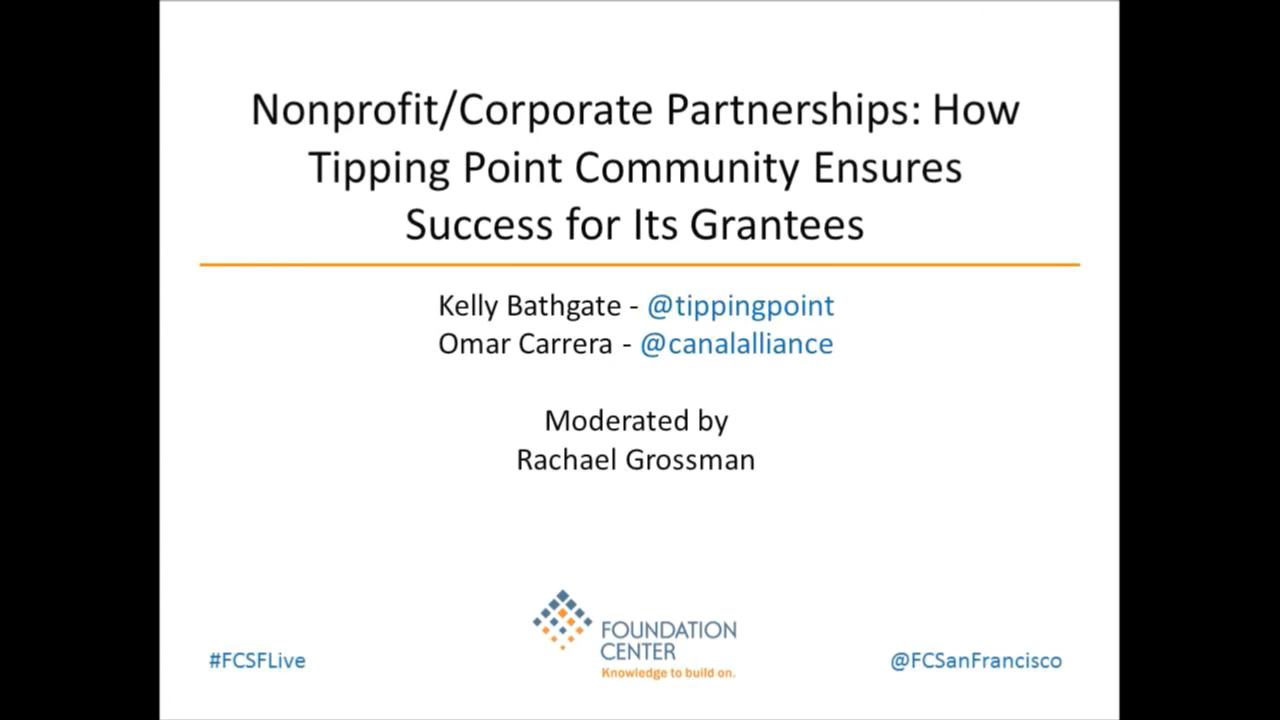 Nonprofit/Corporate Partnerships: How
Tipping Point Community Ensures
Success for Its Grantees
Kelly Bathgate - @tippingpoint
Omar Carrera - @canalalliance
Moderated by
Rachael Grossman
FOUNDATION
CENTER
Knowledge to build on.
#FCSFLive
@FCSanFrancisco